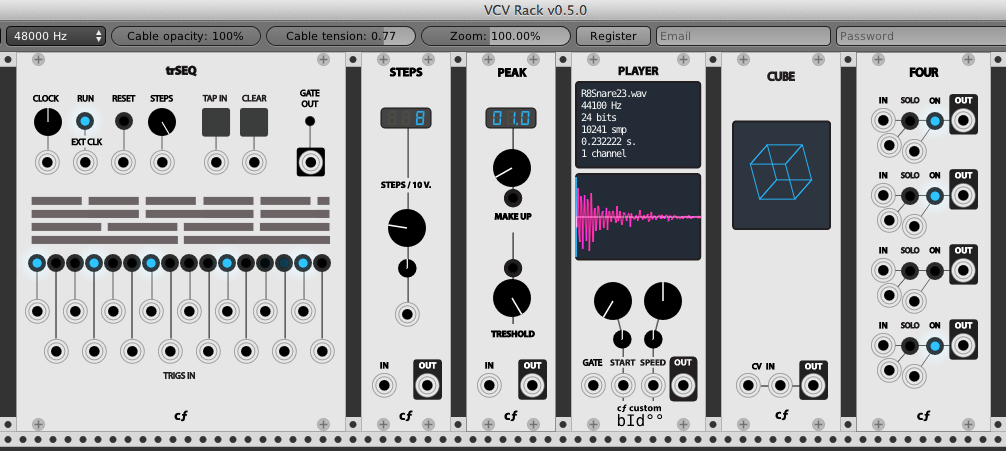 VCV Rack v0.5.0
48000 Hz
Cable opacity: 100%
Cable tension: 0.77
Zoom: 100.00%
Register
Email
Password
trSEQ
CLOCK
RUN
RESET
STEPS
TAP IN
CLEAR
GATE
OUT
EXT CLK
TRIGS IN
cf
STEPS
8
STEPS / 10 V.
IN
OUT
cf
PEAK
01.0
MAKE UP
TRESHOLD
IN
OUT
cf
PLAYER
R8Snare23.wav
44100 Hz
24 bits
10241 smp
0.232222 s.
1 channel
GATE
START
SPEED
OUT
cf custom
bId°°
CUBE
CV IN
OUT
cf
FOUR
IN SOLO ON OUT
IN SOLO ON OUT
IN SOLO ON OUT
IN SOLO ON OUT
cf